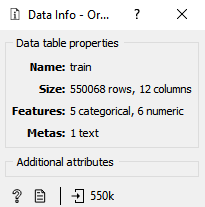 Data Info - Or...
?
Data table properties
Name: train
Size: 550068 rows, 12 columns
Features: 5 categorical, 6 numeric
Metas: 1 text
Additional attributes
? 550k